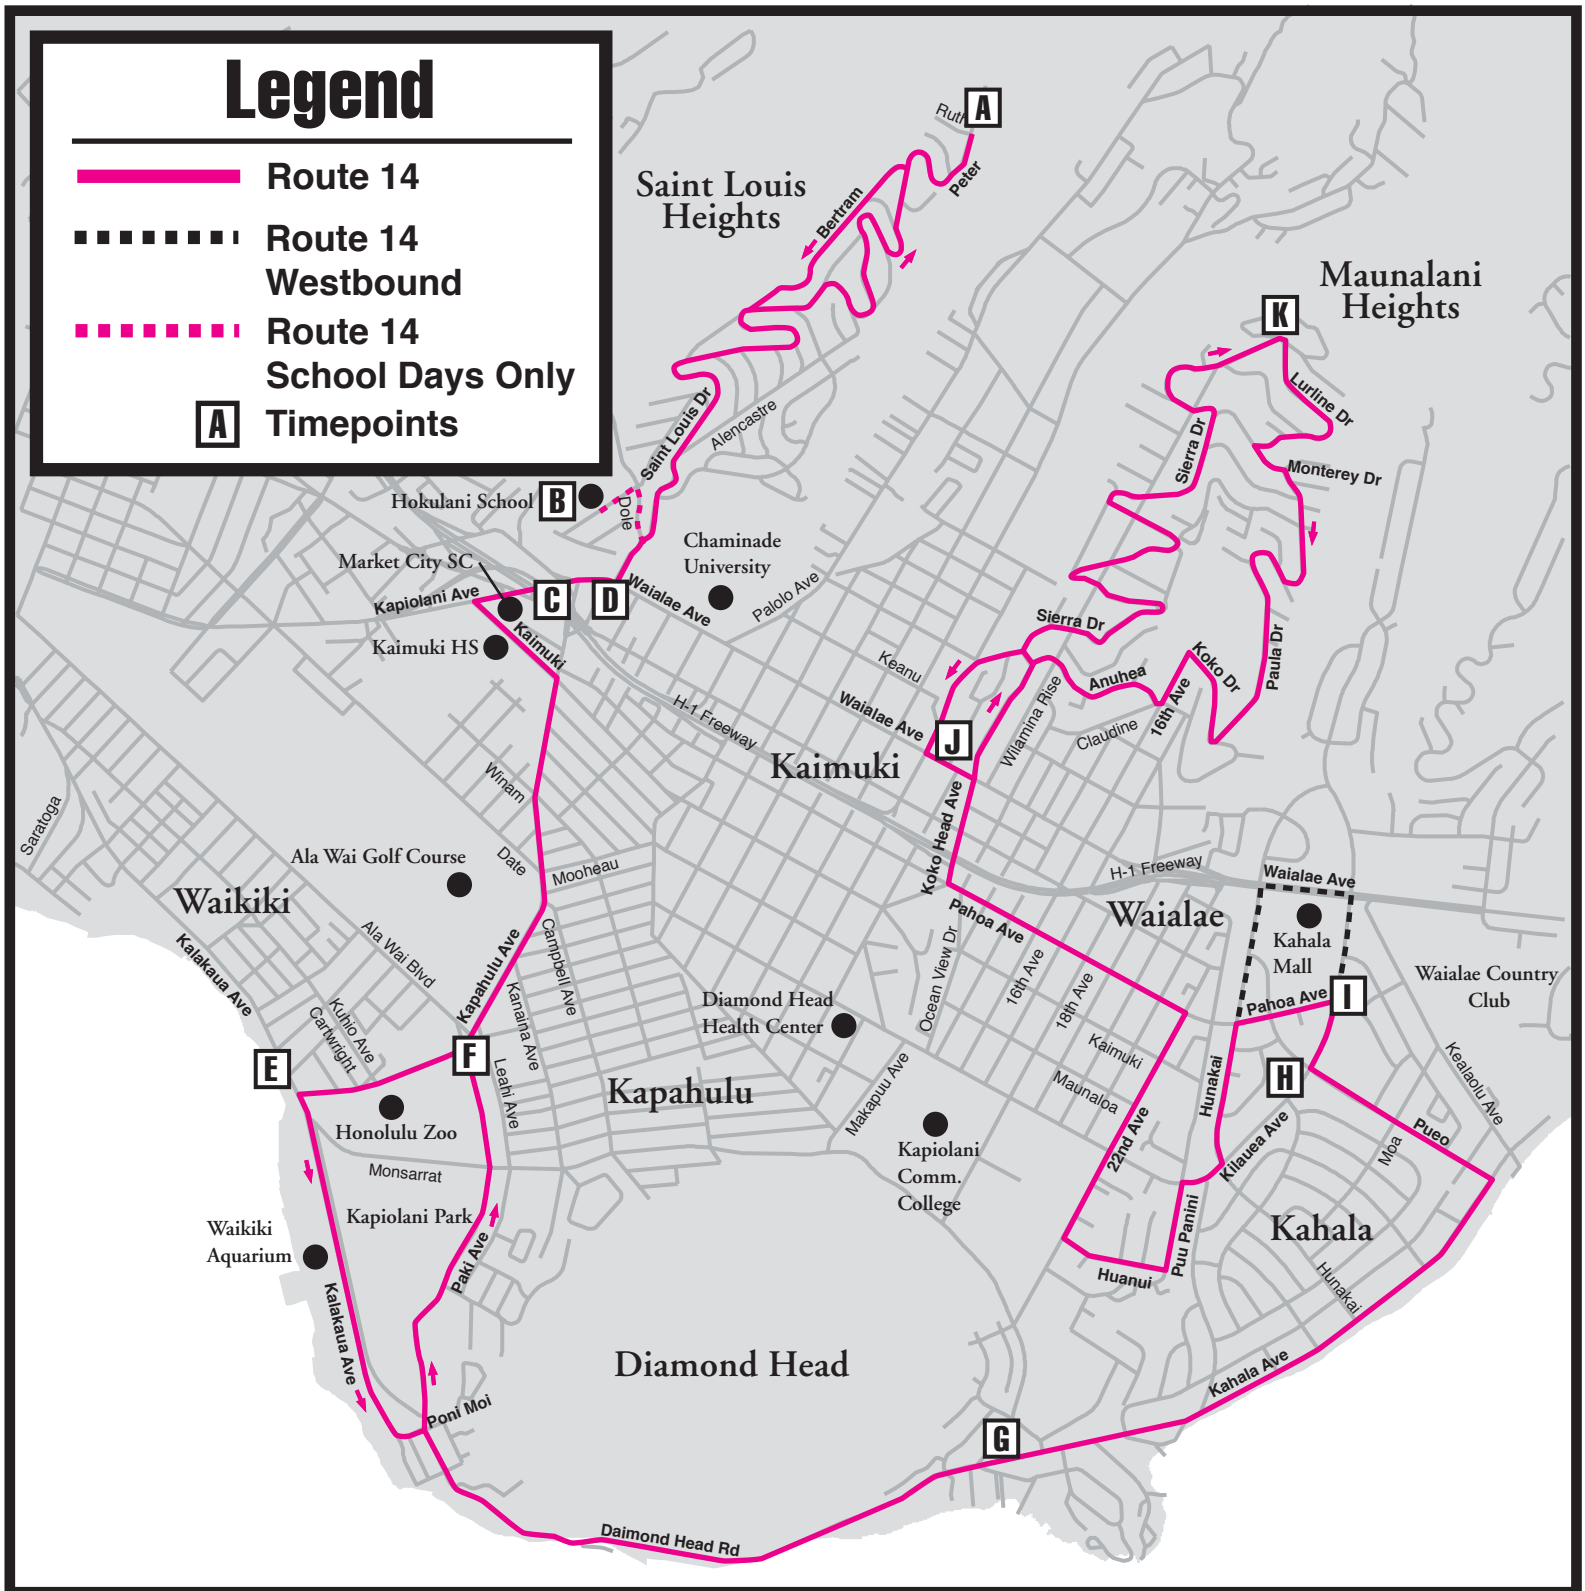 Legend
Route 14
Route 14
Westbound
Route 14
School Days Only
A
Timepoints
A
Peter
Saint Louis
Heights
Bertram
Maunalani
Heights
K
Lurline Dr
Sierra Dr
Monterey Dr
Saint Louis Dr
Alencastre
Hokulani School
B
Dole
Chaminade
University
Market City SC
Kapiolani Ave
C
D
Waialae Ave
Palolo Ave
Kaimuki HS
Kaimuki
Sierra Dr
Keanu
Anuhea
Koko Dr
Paula Dr
16th Ave
H-1 Freeway
Waialae Ave
J
Wilamina Rise
Claudine
Kaimuki
Winam
Koko Head Ave
Saratoga
Ala Wai Golf Course
Date
Mooheau
H-1 Freeway
Waialae Ave
Waikiki
Pahoa Ave
Waialae
Kahala
Mall
Kalakaua Ave
Ala Wai Blvd
Kapahulu Ave
Campbell Ave
Ocean View Dr
16th Ave
18th Ave
Waialae Country
Club
Kuhio Ave
Cartwright
Kanaina Ave
Diamond Head
Health Center
Pahoa Ave
I
E
F
Leahi Ave
Kapahulu
Makapuu Ave
Kaimuki
Maunaloa
Hunakai
H
Kealaolu Ave
Honolulu Zoo
Monsarrat
Kapiolani
Comm.
College
22nd Ave
Kilauea Ave
Moa
Pueo
Kapiolani Park
Waikiki
Aquarium
Paki Ave
Puu Panini
Kahala
Huanui
Hunakai
Kalakaua Ave
Diamond Head
Poni Moi
Kahala Ave
G
Daimond Head Rd